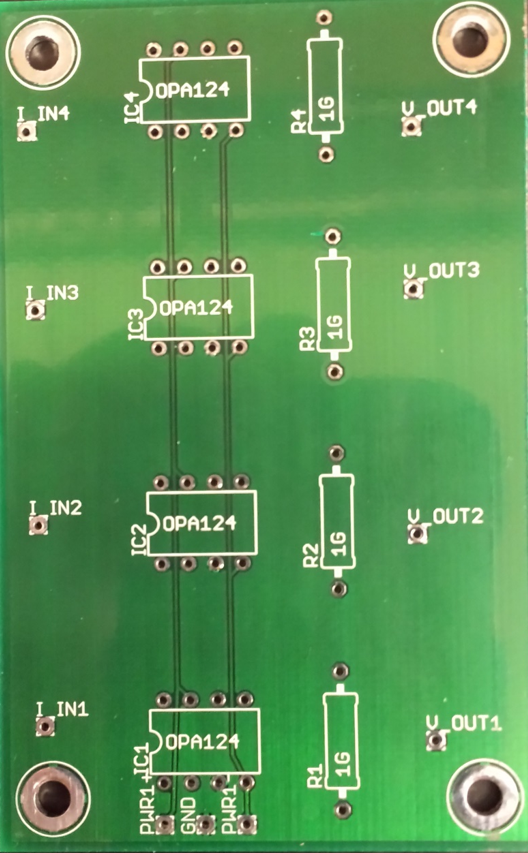 I_IN4
IC4
OPA124
R4
1G
V_OUT4
I_IN3
IC3
OPA124
R3
1G
V_OUT3
I_IN2
IC2
OPA124
R2
1G
V_OUT2
I_IN1
IC1
OPA124
R1
1G
V_OUT1
PWR1+
GND
PWR1-